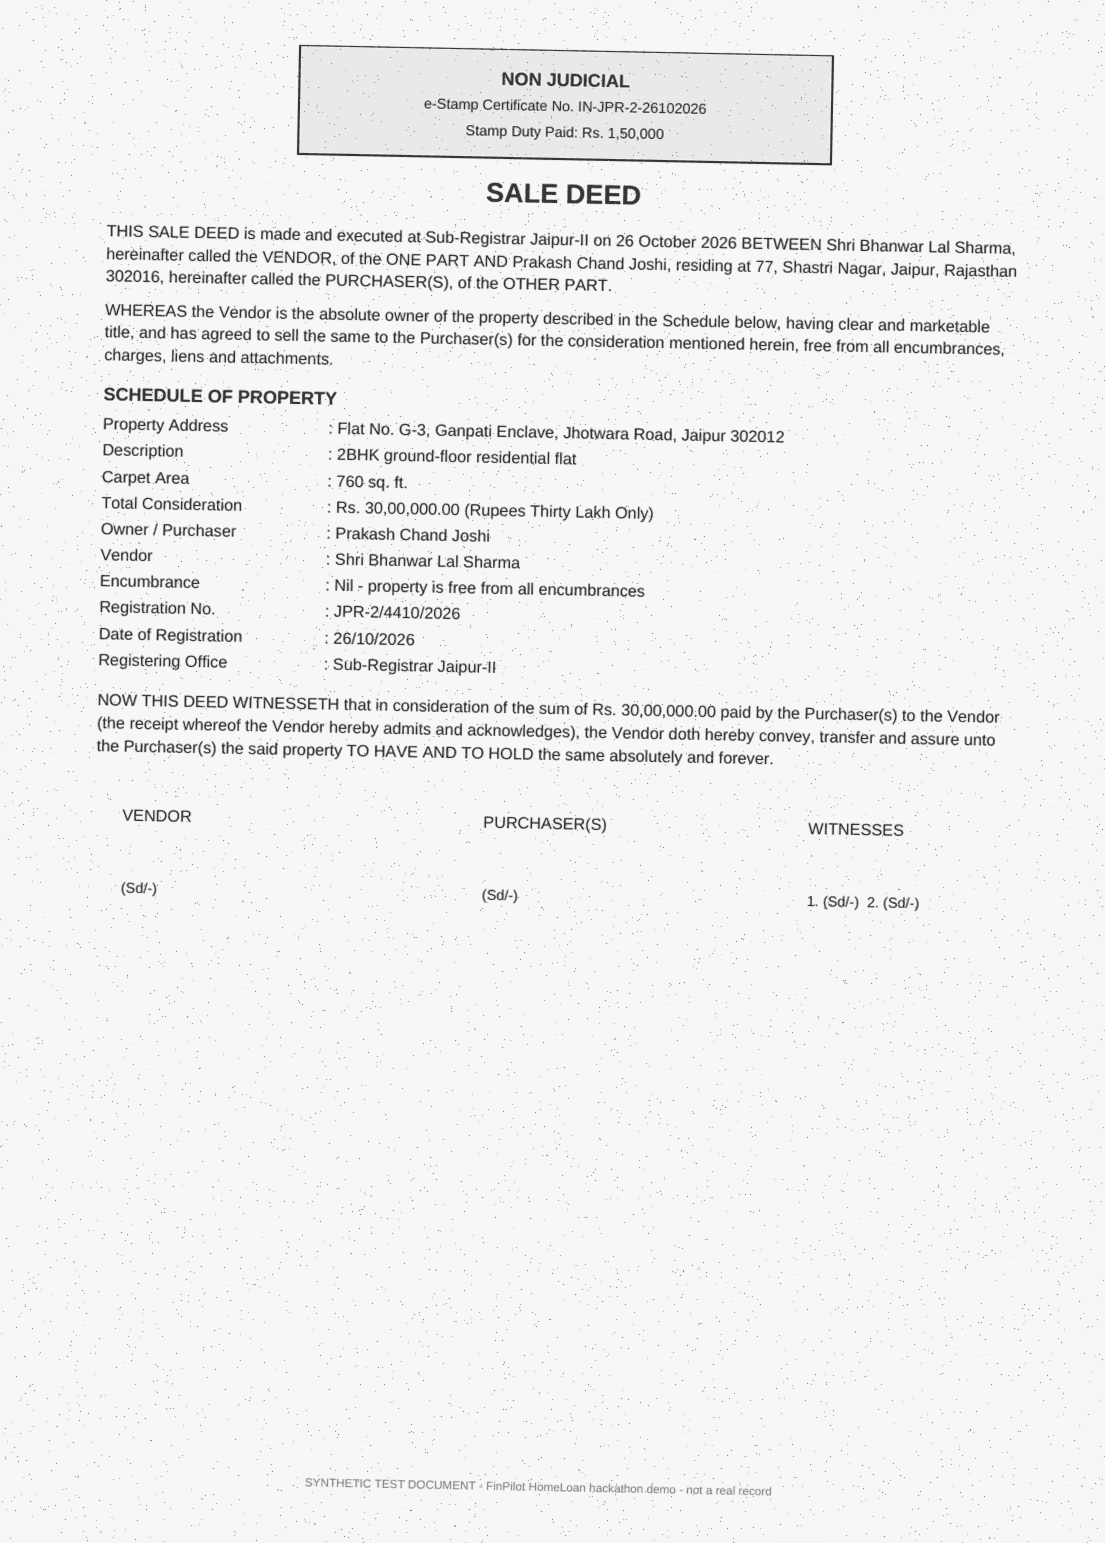 NON JUDICIAL
e-Stamp Certificate No. IN-JPR-2-26102026
Stamp Duty Paid: Rs. 1,50,000
SALE DEED
THIS SALE DEED is made and executed at Sub-Registrar Jaipur-II on 26 October 2026 BETWEEN Shri Bhanwar Lal Sharma,
hereinafter called the VENDOR, of the ONE PART AND Prakash Chand Joshi, residing at 77, Shastri Nagar, Jaipur, Rajasthan
302016, hereinafter called the PURCHASER(S), of the OTHER PART.
WHEREAS the Vendor is the absolute owner of the property described in the Schedule below, having clear and marketable
title, and has agreed to sell the same to the Purchaser(s) for the consideration mentioned herein, free from all encumbrances,
charges, liens and attachments.
SCHEDULE OF PROPERTY
Property Address : Flat No. G-3, Ganpati Enclave, Jhotwara Road, Jaipur 302012
Description : 2BHK ground-floor residential flat
Carpet Area : 760 sq. ft.
Total Consideration : Rs. 30,00,000.00 (Rupees Thirty Lakh Only)
Owner / Purchaser : Prakash Chand Joshi
Vendor : Shri Bhanwar Lal Sharma
Encumbrance : Nil - property is free from all encumbrances
Registration No. : JPR-2/4410/2026
Date of Registration : 26/10/2026
Registering Office : Sub-Registrar Jaipur-II
NOW THIS DEED WITNESSETH that in consideration of the sum of Rs. 30,00,000.00 paid by the Purchaser(s) to the Vendor
(the receipt whereof the Vendor hereby admits and acknowledges), the Vendor doth hereby convey, transfer and assure unto
the Purchaser(s) the said property TO HAVE AND TO HOLD the same absolutely and forever.
VENDOR PURCHASER(S) WITNESSES
(Sd/-) (Sd/-) 1. (Sd/-) 2. (Sd/-)
SYNTHETIC TEST DOCUMENT - FinPilot HomeLoan hackathon demo - not a real record